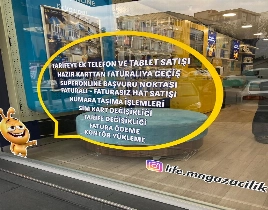 TARİFEYE EK TELEFON VE TABLET SATIŞI
HAZIR KARTTAN FATURALIYA GEÇİŞ
SUPERONLINE BAŞVURU NOKTASI
FATURALI - FATURASIZ HAT SATIŞI
NUMARA TAŞIMA İŞLEMLERİ
SIM KART DEĞİŞİKLİĞİ
TARİFE DEĞİŞİKLİĞİ
FATURA ÖDEME
KONTÖR YÜKLEME